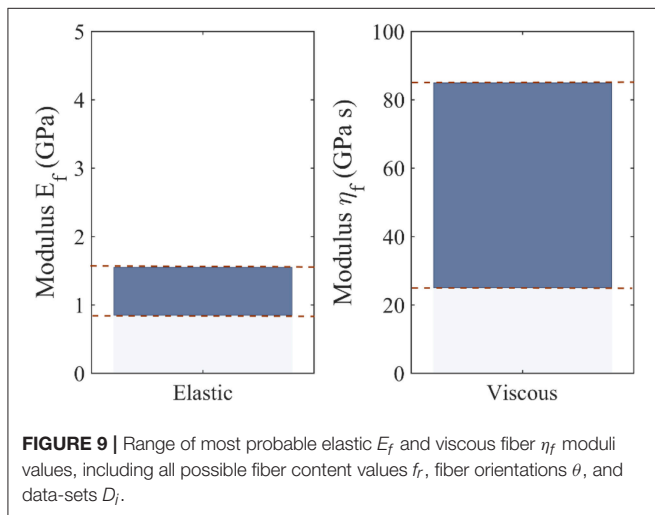 Modulus E_f (GPa)
5
4
3
2
1
0
Elastic
Modulus η_f (GPa s)
100
80
60
40
20
0
Viscous
FIGURE 9 | Range of most probable elastic E_f and viscous fiber η_f moduli
values, including all possible fiber content values f_r, fiber orientations θ, and
data-sets D_i.